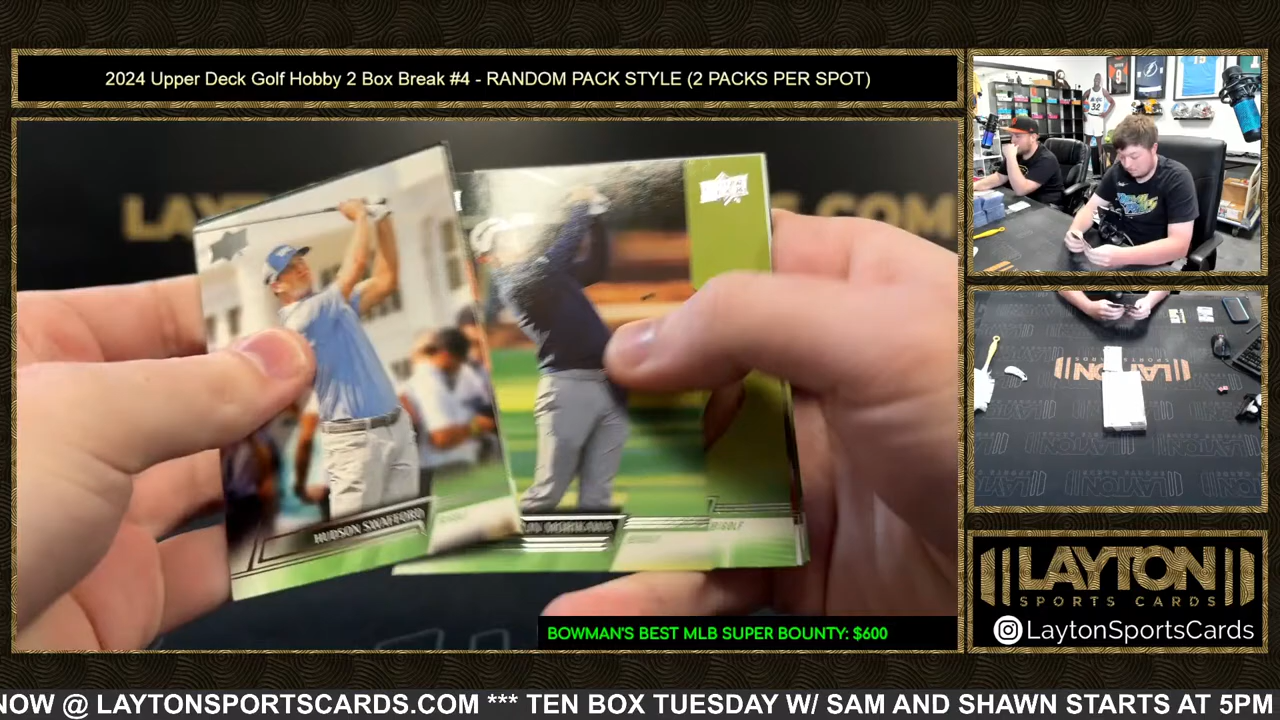 2024 Upper Deck Golf Hobby 2 Box Break #4 - RANDOM PACK STYLE (2 PACKS PER SPOT)
HUDSON SWAFFORD
LAYTON
SPORTS CARDS
LaytonSportsCards
BOWMAN'S BEST MLB SUPER BOUNTY: $600
NOW @ LAYTONSPORTSCARDS.COM *** TEN BOX TUESDAY W/ SAM AND SHAWN STARTS AT 5PM